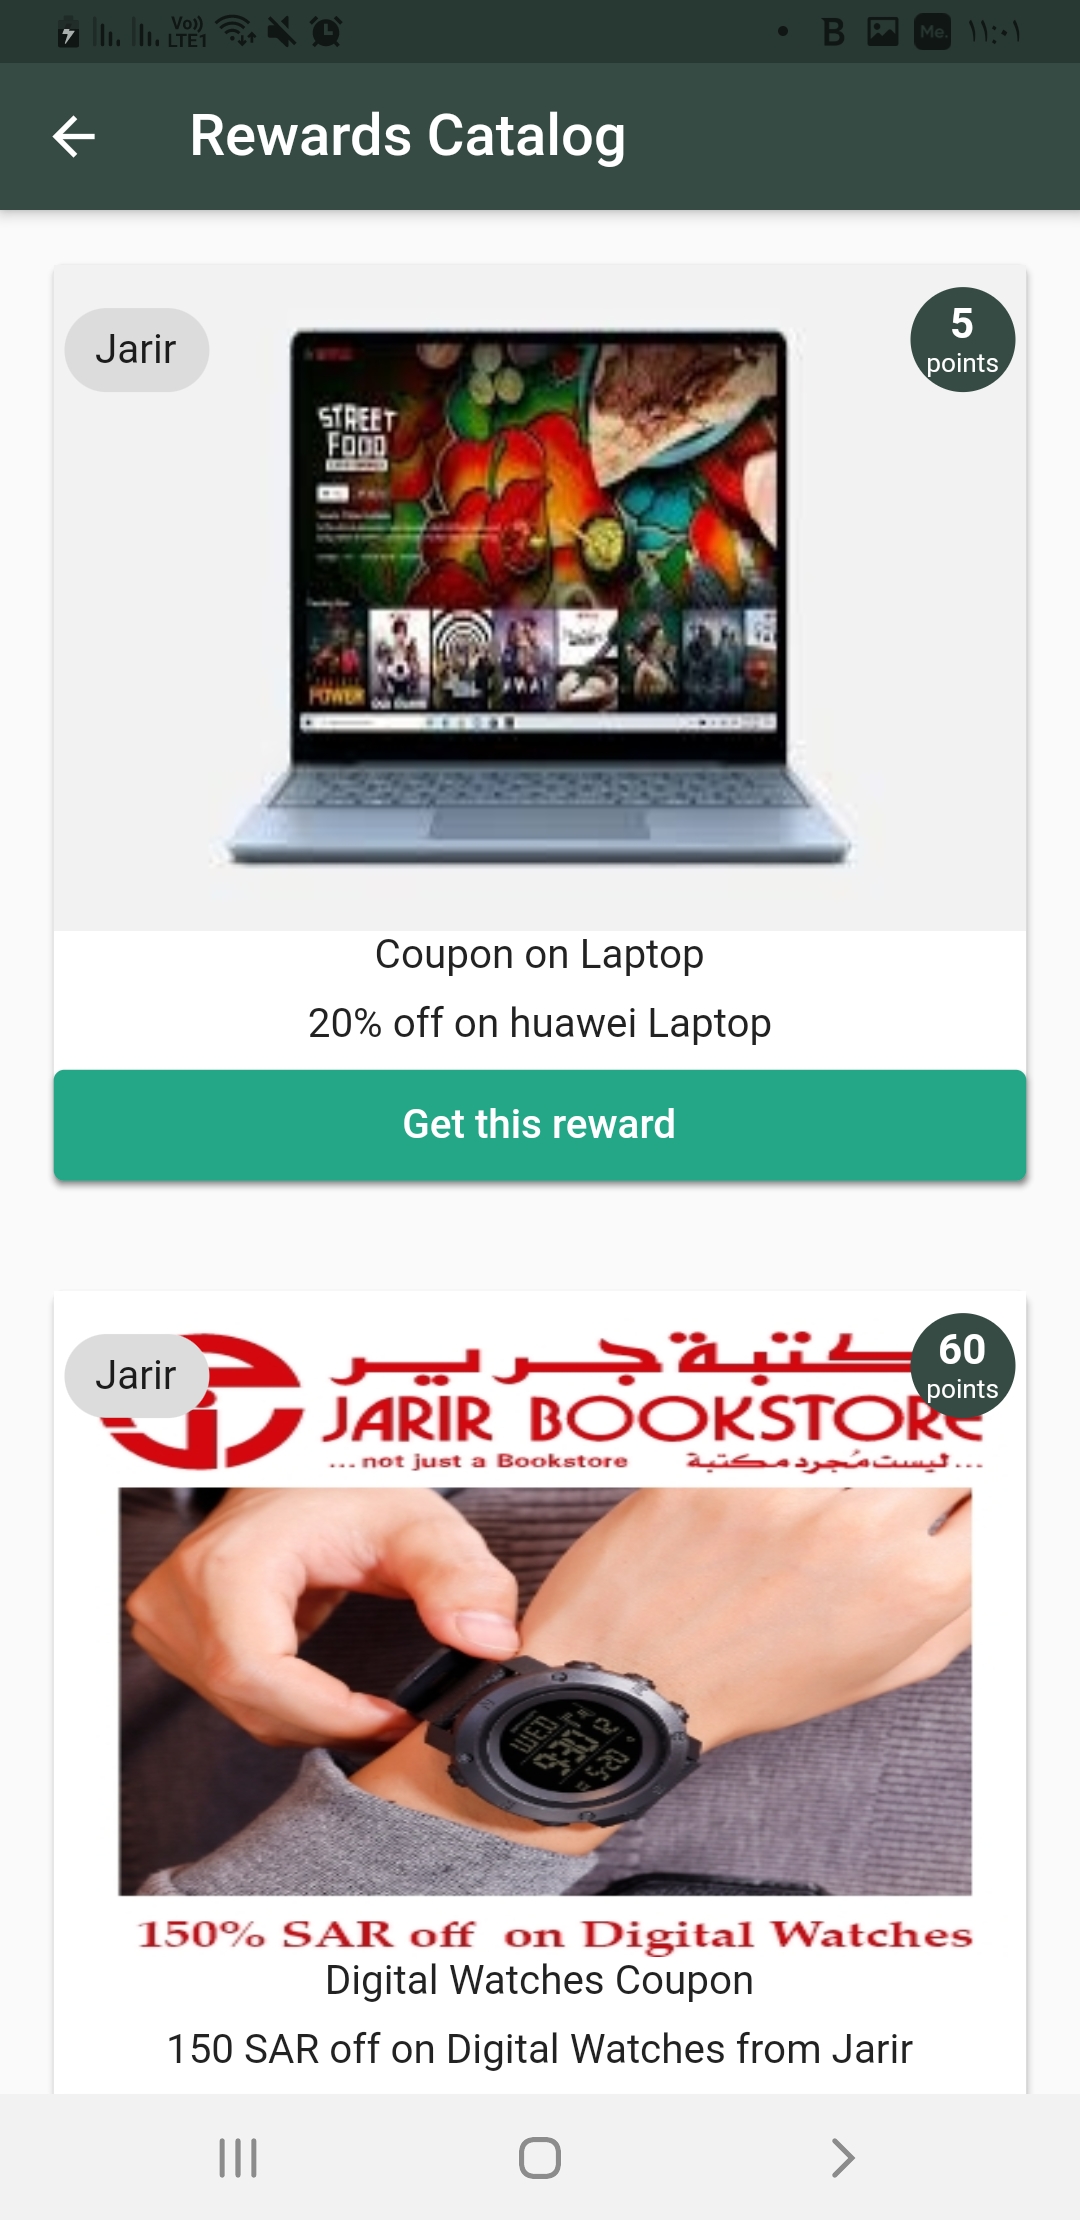 Vo)) LTE1
B
Me.
١١:٠١
Rewards Catalog
Jarir
5
points
STREET
FOOD
POWER
Coupon on Laptop
20% off on huawei Laptop
Get this reward
Jarir
60
points
مكتبة جرير
JARIR BOOKSTORE
...not just a Bookstore
ليست مُجرد مكتبة...
WED
9:30
150% SAR off on Digital Watches
Digital Watches Coupon
150 SAR off on Digital Watches from Jarir